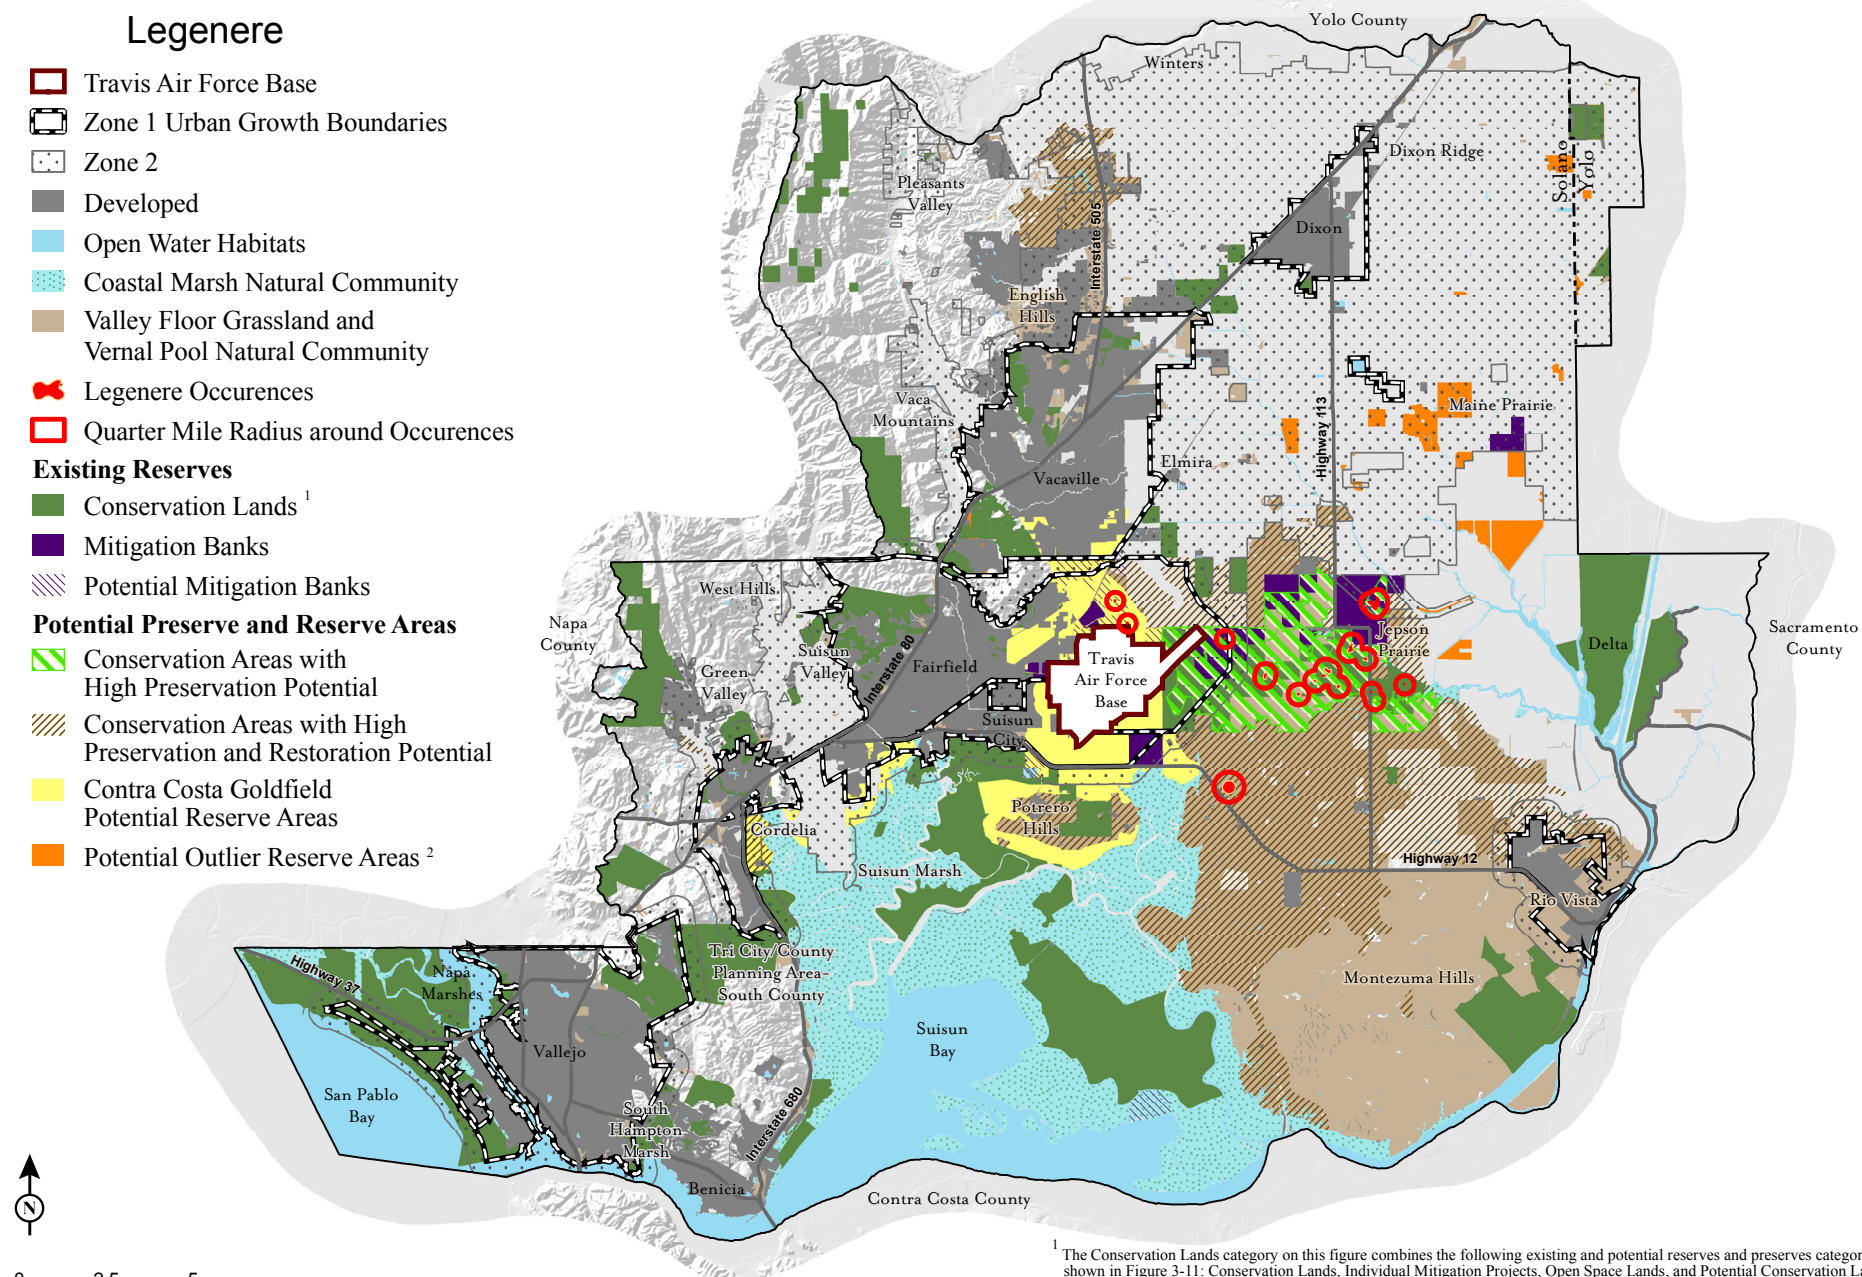 Legenere
Travis Air Force Base
Zone 1 Urban Growth Boundaries
Zone 2
Developed
Open Water Habitats
Coastal Marsh Natural Community
Valley Floor Grassland and
Vernal Pool Natural Community
Legenere Occurences
Quarter Mile Radius around Occurences
Existing Reserves
Conservation Lands 1
Mitigation Banks
Potential Mitigation Banks
Potential Preserve and Reserve Areas
Conservation Areas with
High Preservation Potential
Conservation Areas with High
Preservation and Restoration Potential
Contra Costa Goldfield
Potential Reserve Areas
Potential Outlier Reserve Areas 2
Yolo County
Winters
Dixon Ridge
Solano
Yolo
Pleasants
Valley
Interstate 505
Dixon
English
Hills
Vaca
Mountains
Maine Prairie
Highway 113
Elmira
Vacaville
West Hills
Napa
County
Suisun
Valley
Green
Valley
Interstate 80
Fairfield
Travis
Air Force
Base
Jepson
Prairie
Delta
Sacramento
County
Suisun
City
Potrero
Hills
Cordelia
Suisun Marsh
Highway 12
Rio Vista
Tri City/County
Planning Area-
South County
Montezuma Hills
Highway 37
Napa
Marshes
Suisun
Bay
Vallejo
San Pablo
Bay
South
Hampton
Marsh
Interstate 680
Benicia
Contra Costa County
N
0 2.5 5
1 The Conservation Lands category on this figure combines the following existing and potential reserves and preserves categor
shown in Figure 3-11: Conservation Lands, Individual Mitigation Projects, Open Space Lands, and Potential Conservation La